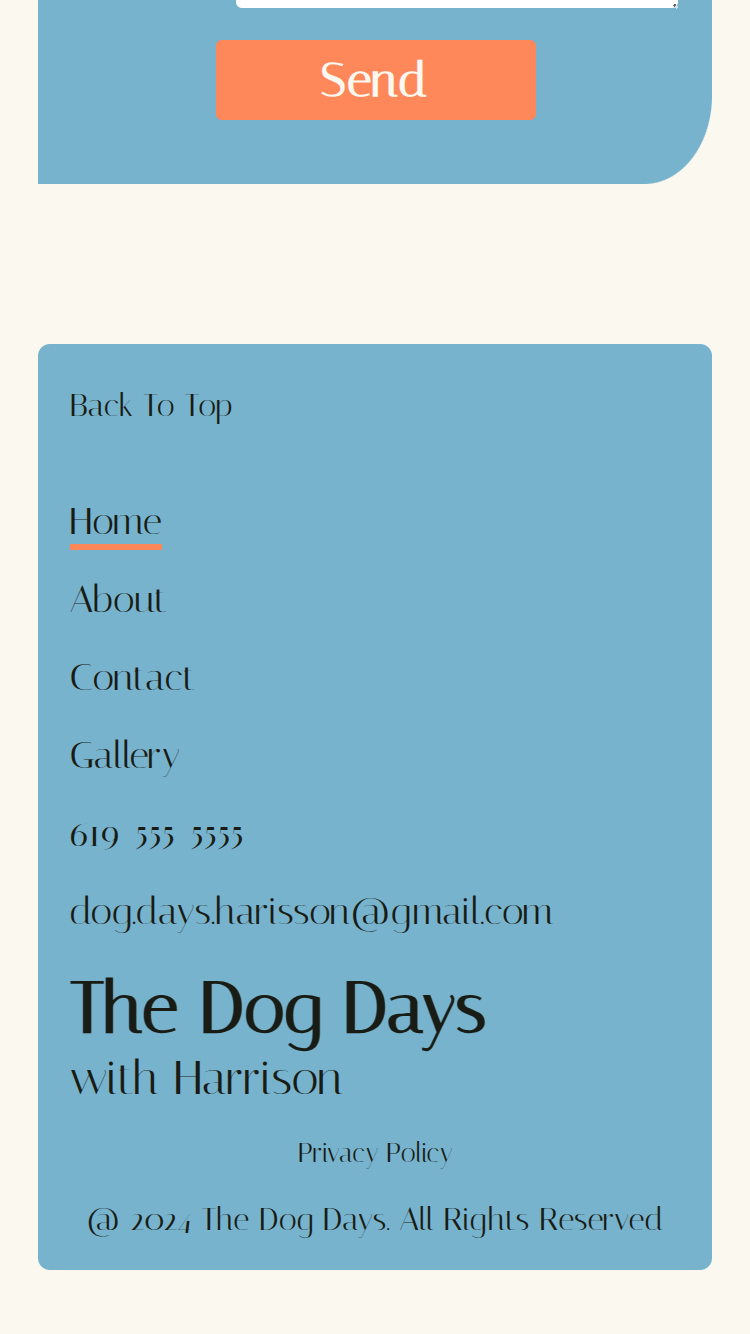 Send
Back To Top
Home
About
Contact
Gallery
619 555 5555
dog.days.harisson@gmail.com
The Dog Days
with Harrison
Privacy Policy
@ 2024 The Dog Days. All Rights Reserved